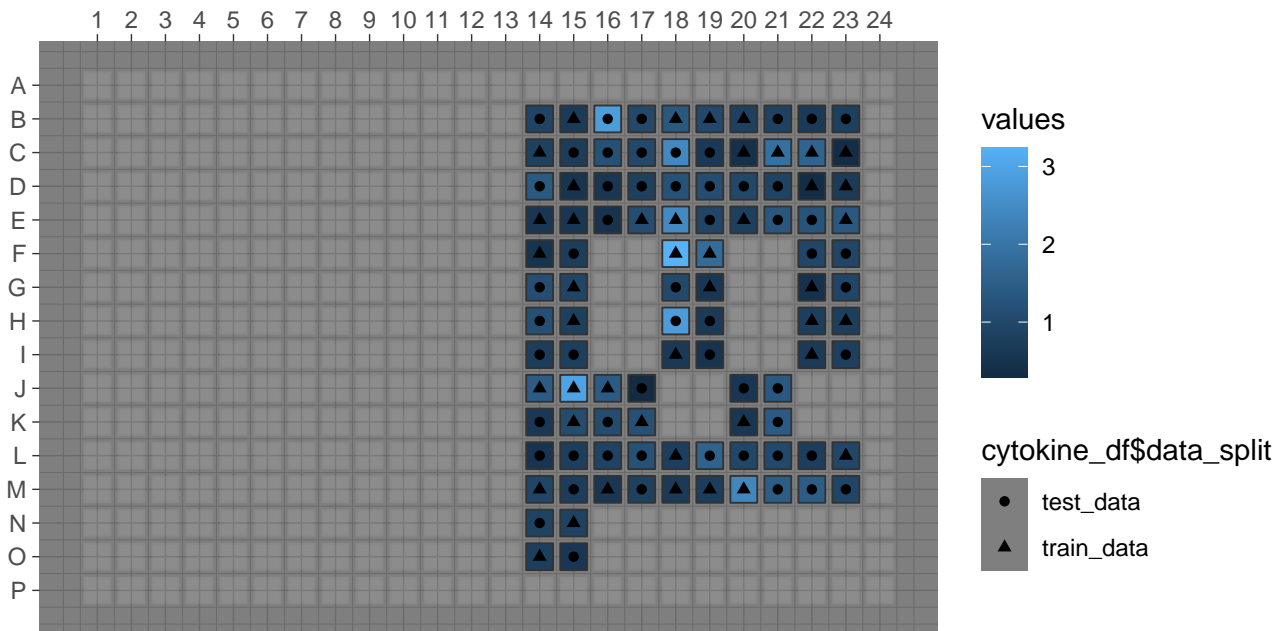 1 2 3 4 5 6 7 8 9 10 11 12 13 14 15 16 17 18 19 20 21 22 23 24
A
B
C
D
E
F
G
H
I
J
K
L
M
N
O
P
values
3
2
1
cytokine_df$data_split
test_data
train_data